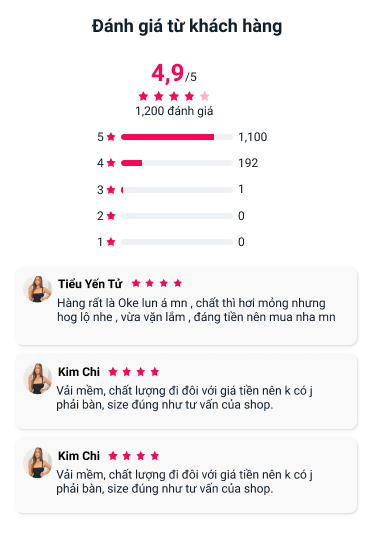 Đánh giá từ khách hàng
4,9/5
1,200 đánh giá
5 1,100
4 192
3 1
2 0
1 0
Tiểu Yến Tử
Hàng rất là Oke lun á mn , chất thì hơi mỏng nhưng
hog lộ nhe , vừa vặn lắm , đáng tiền nên mua nha mn
Kim Chi
Vải mềm, chất lượng đi đôi với giá tiền nên k có j
phải bàn, size đúng như tư vấn của shop.
Kim Chi
Vải mềm, chất lượng đi đôi với giá tiền nên k có j
phải bàn, size đúng như tư vấn của shop.